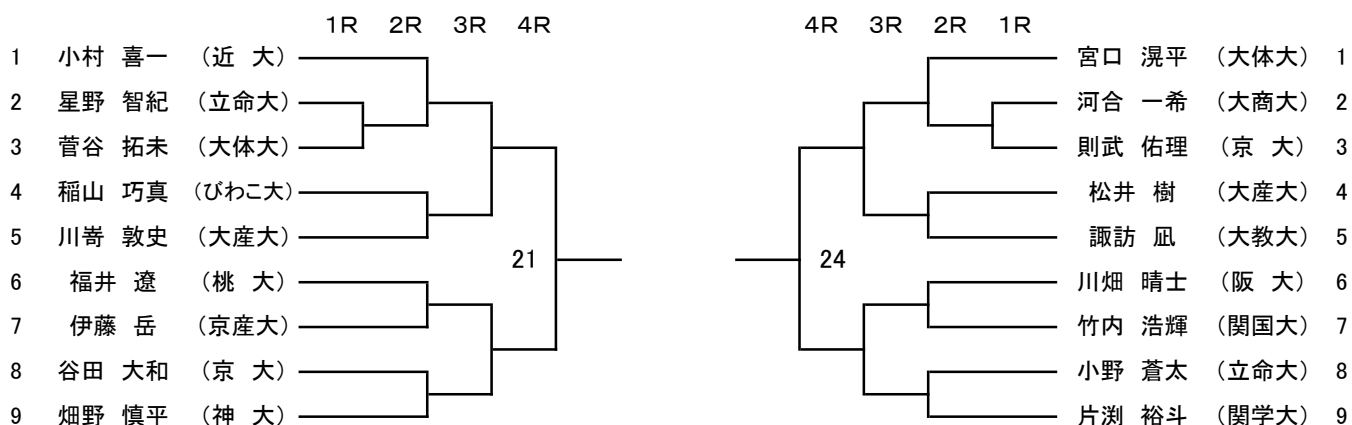 1R 2R 3R 4R
1 小村 喜一 (近 大)
2 星野 智紀 (立命大)
3 菅谷 拓未 (大体大)
4 稲山 巧真 (びわこ大)
5 川嵜 敦史 (大産大)
21
6 福井 遼 (桃 大)
7 伊藤 岳 (京産大)
8 谷田 大和 (京 大)
9 畑野 慎平 (神 大)
4R 3R 2R 1R
宮口 滉平 (大体大) 1
河合 一希 (大商大) 2
則武 佑理 (京 大) 3
松井 樹 (大産大) 4
諏訪 凪 (大教大) 5
24
川畑 晴士 (阪 大) 6
竹内 浩輝 (関国大) 7
小野 蒼太 (立命大) 8
片渕 裕斗 (関学大) 9